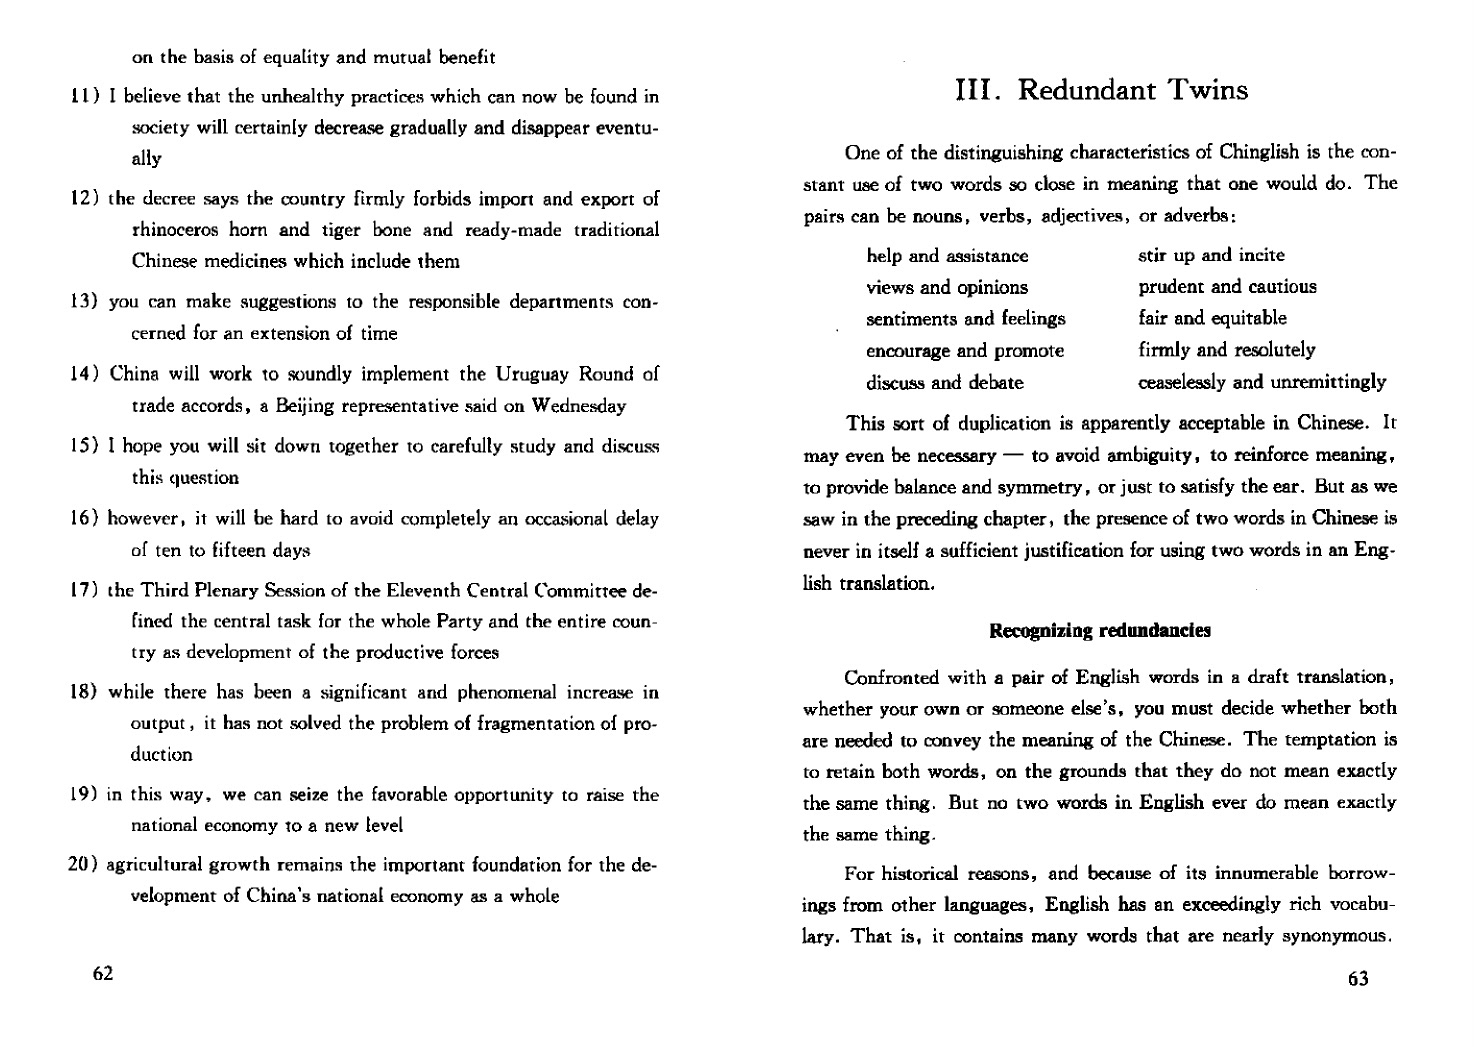 on the basis of equality and mutual benefit
11) I believe that the unhealthy practices which can now be found in
society will certainly decrease gradually and disappear eventu-
ally
12) the decree says the country firmly forbids import and export of
rhinoceros horn and tiger bone and ready-made traditional
Chinese medicines which include them
13) you can make suggestions to the responsible departments con-
cerned for an extension of time
14) China will work to soundly implement the Uruguay Round of
trade accords, a Beijing representative said on Wednesday
15) I hope you will sit down together to carefully study and discuss
this question
16) however, it will be hard to avoid completely an occasional delay
of ten to fifteen days
17) the Third Plenary Session of the Eleventh Central Committee de-
fined the central task for the whole Party and the entire coun-
try as development of the productive forces
18) while there has been a significant and phenomenal increase in
output, it has not solved the problem of fragmentation of pro-
duction
19) in this way, we can seize the favorable opportunity to raise the
national economy to a new level
20) agricultural growth remains the important foundation for the de-
velopment of China's national economy as a whole
62
III. Redundant Twins
One of the distinguishing characteristics of Chinglish is the con-
stant use of two words so close in meaning that one would do. The
pairs can be nouns, verbs, adjectives, or adverbs:
help and assistance stir up and incite
views and opinions prudent and cautious
sentiments and feelings fair and equitable
encourage and promote firmly and resolutely
discuss and debate ceaselessly and unremittingly
This sort of duplication is apparently acceptable in Chinese. It
may even be necessary — to avoid ambiguity, to reinforce meaning,
to provide balance and symmetry, or just to satisfy the ear. But as we
saw in the preceding chapter, the presence of two words in Chinese is
never in itself a sufficient justification for using two words in an Eng-
lish translation.
Recognizing redundancies
Confronted with a pair of English words in a draft translation,
whether your own or someone else's, you must decide whether both
are needed to convey the meaning of the Chinese. The temptation is
to retain both words, on the grounds that they do not mean exactly
the same thing. But no two words in English ever do mean exactly
the same thing.
For historical reasons, and because of its innumerable borrow-
ings from other languages, English has an exceedingly rich vocabu-
lary. That is, it contains many words that are nearly synonymous.
63